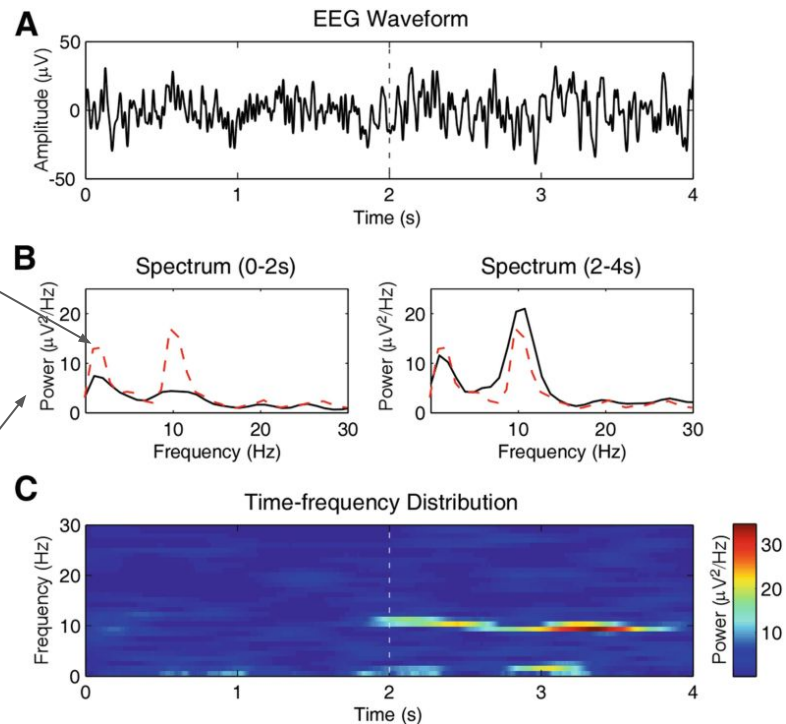 A
EEG Waveform
Amplitude (μV)
50
0
-50
0 1 2 3 4
Time (s)
B
Spectrum (0-2s)
Power (μV²/Hz)
20
10
0
10 20 30
Frequency (Hz)
Spectrum (2-4s)
Power (μV²/Hz)
20
10
0
10 20 30
Frequency (Hz)
C
Time-frequency Distribution
Frequency (Hz)
30
20
10
0
0 1 2 3 4
Time (s)
Power (μV²/Hz)
30
20
10